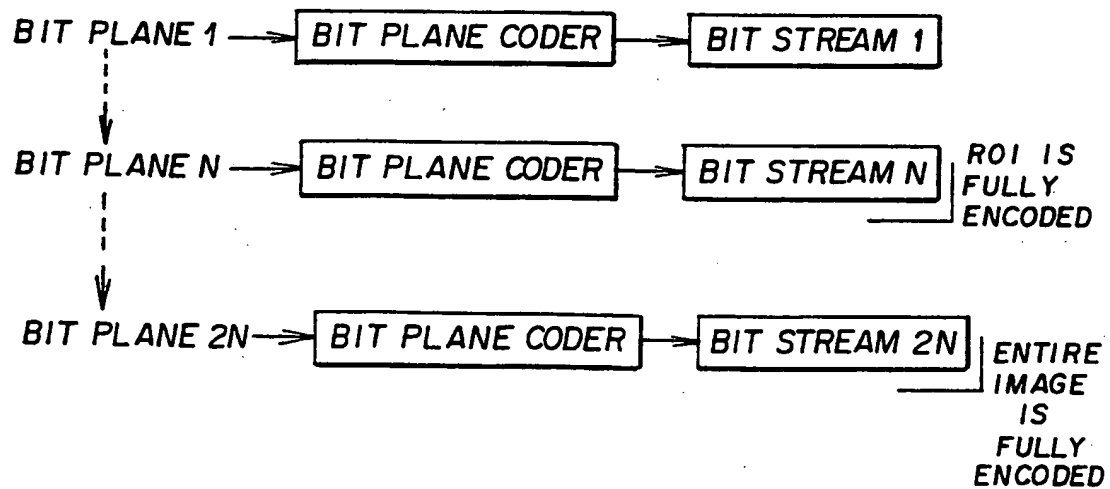 BIT PLANE 1 BIT PLANE CODER BIT STREAM 1
BIT PLANE N BIT PLANE CODER BIT STREAM N
ROI IS
FULLY
ENCODED
BIT PLANE 2N BIT PLANE CODER BIT STREAM 2N
ENTIRE
IMAGE
IS
FULLY
ENCODED